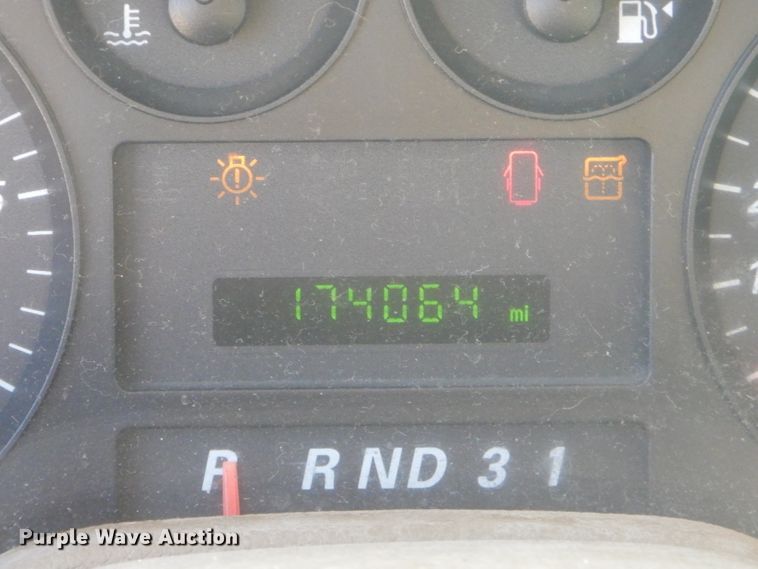 174064 mi
P R N D 3 1
Purple Wave Auction